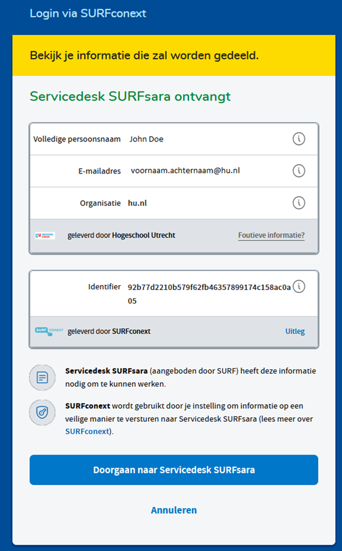 Login via SURFconext
Bekijk je informatie die zal worden gedeeld.
Servicedesk SURFsara ontvangt
Volledige persoonsnaam John Doe
E-mailadres voornaam.achternaam@hu.nl
Organisatie hu.nl
geleverd door Hogeschool Utrecht Foutieve informatie?
Identifier 92b77d2210b579f62fb46357899174c158ac0a
05
geleverd door SURFconext Uitleg
Servicedesk SURFsara (aangeboden door SURF) heeft deze informatie
nodig om te kunnen werken.
SURFconext wordt gebruikt door je instelling om informatie op een
veilige manier te versturen naar Servicedesk SURFsara (lees meer over
SURFconext).
Doorgaan naar Servicedesk SURFsara
Annuleren